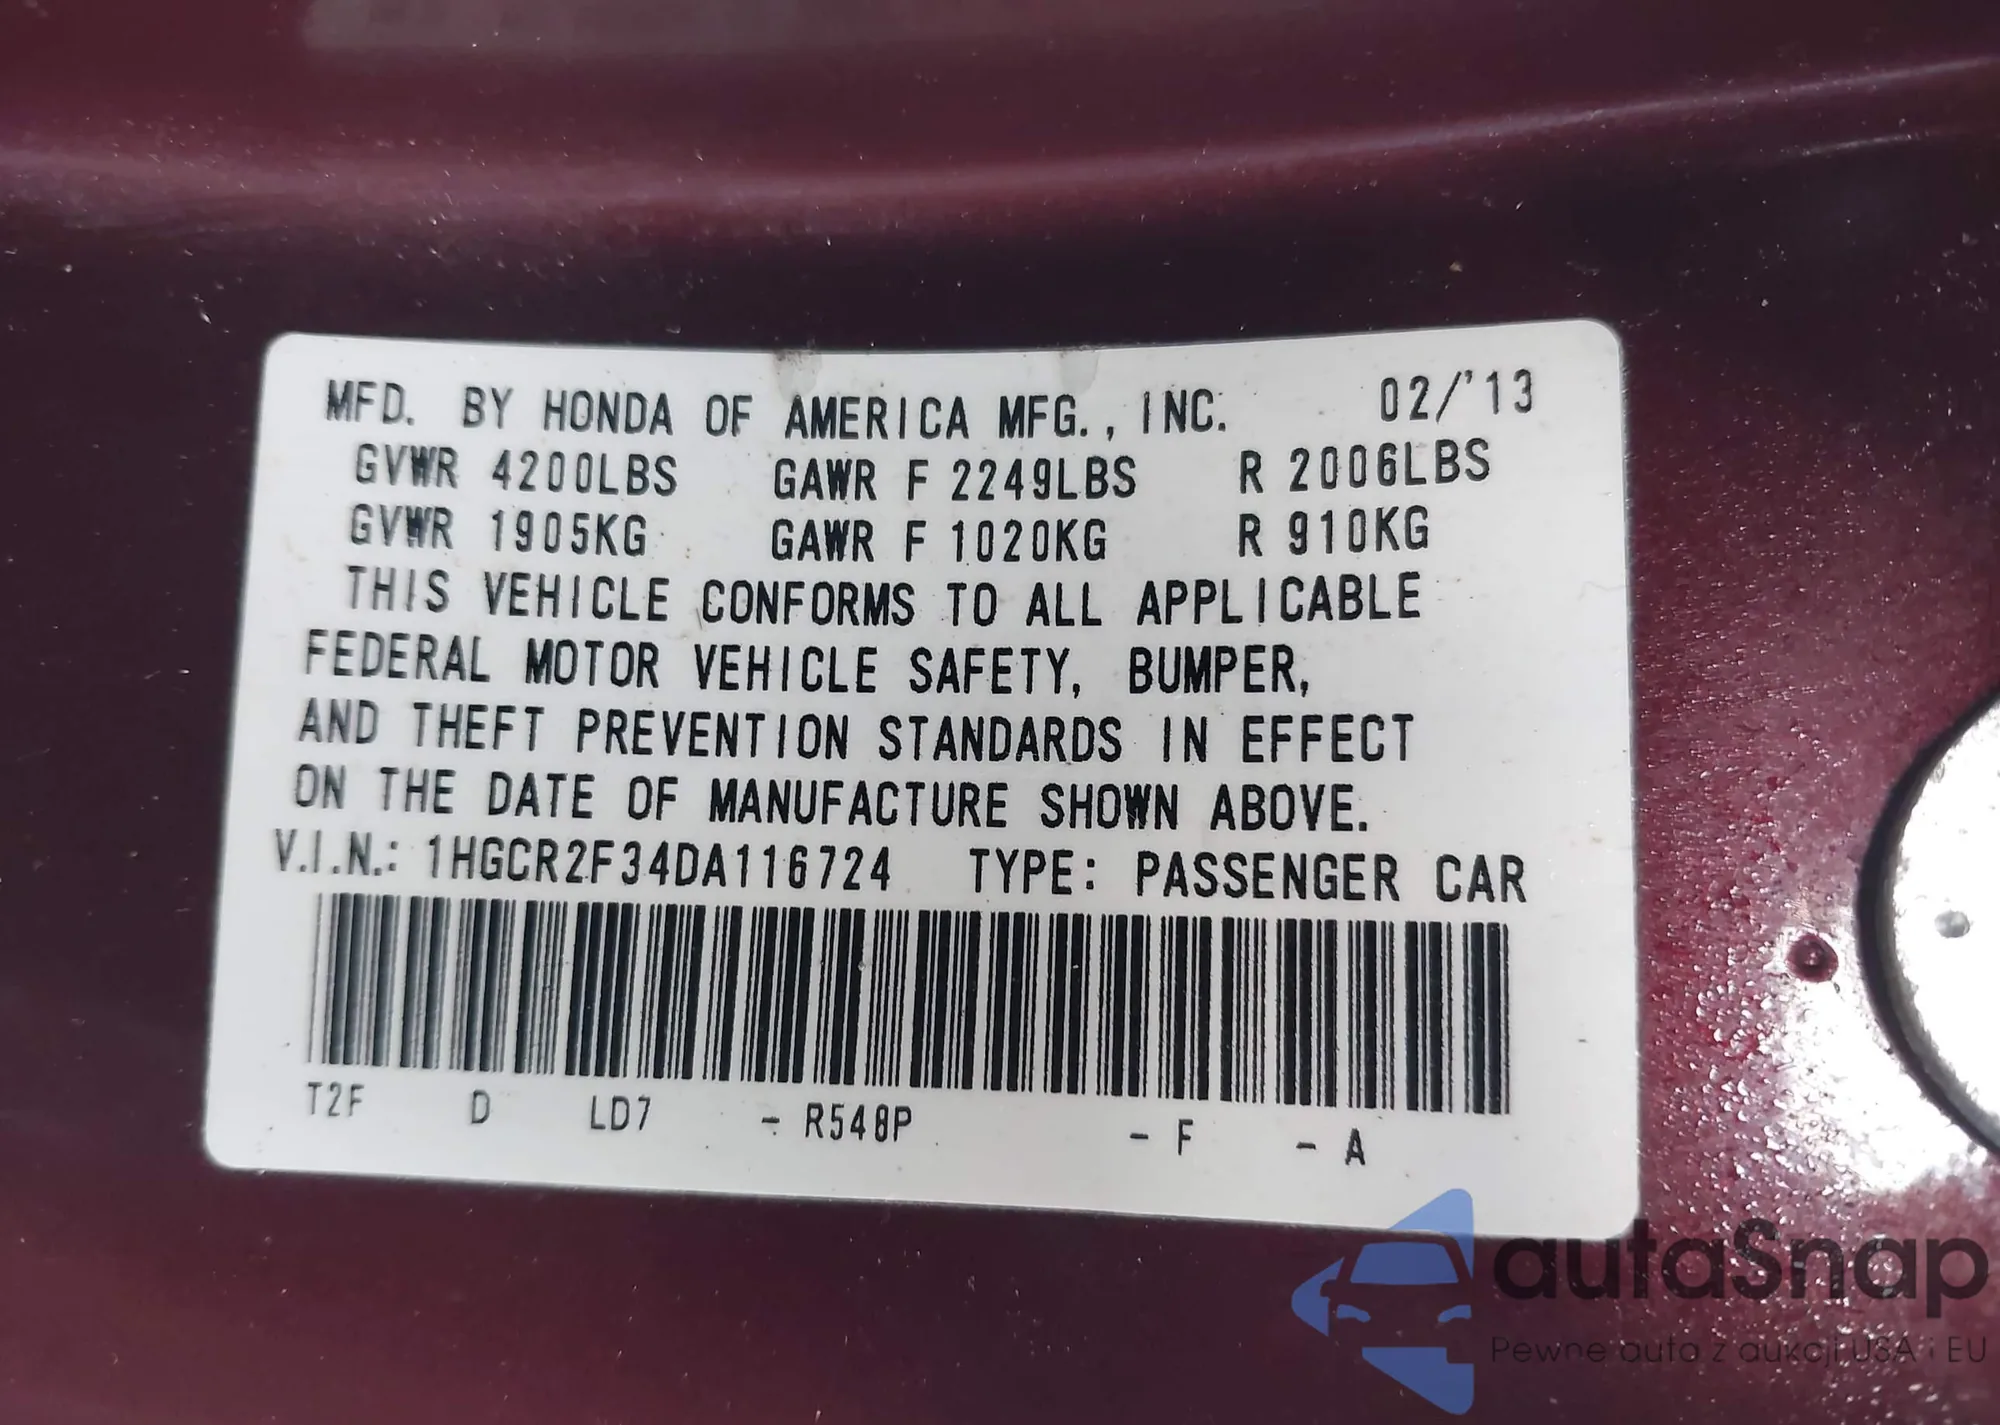 MFD. BY HONDA OF AMERICA MFG., INC. 02/'13
GVWR 4200LBS GAWR F 2249LBS R 2006LBS
GVWR 1905KG GAWR F 1020KG R 910KG
THIS VEHICLE CONFORMS TO ALL APPLICABLE
FEDERAL MOTOR VEHICLE SAFETY, BUMPER,
AND THEFT PREVENTION STANDARDS IN EFFECT
ON THE DATE OF MANUFACTURE SHOWN ABOVE.
V.I.N.: 1HGCR2F34DA116724 TYPE: PASSENGER CAR
T2F D LD7 - R548P - F - A
autaSnap
Pewne auta z aukcji USA i EU